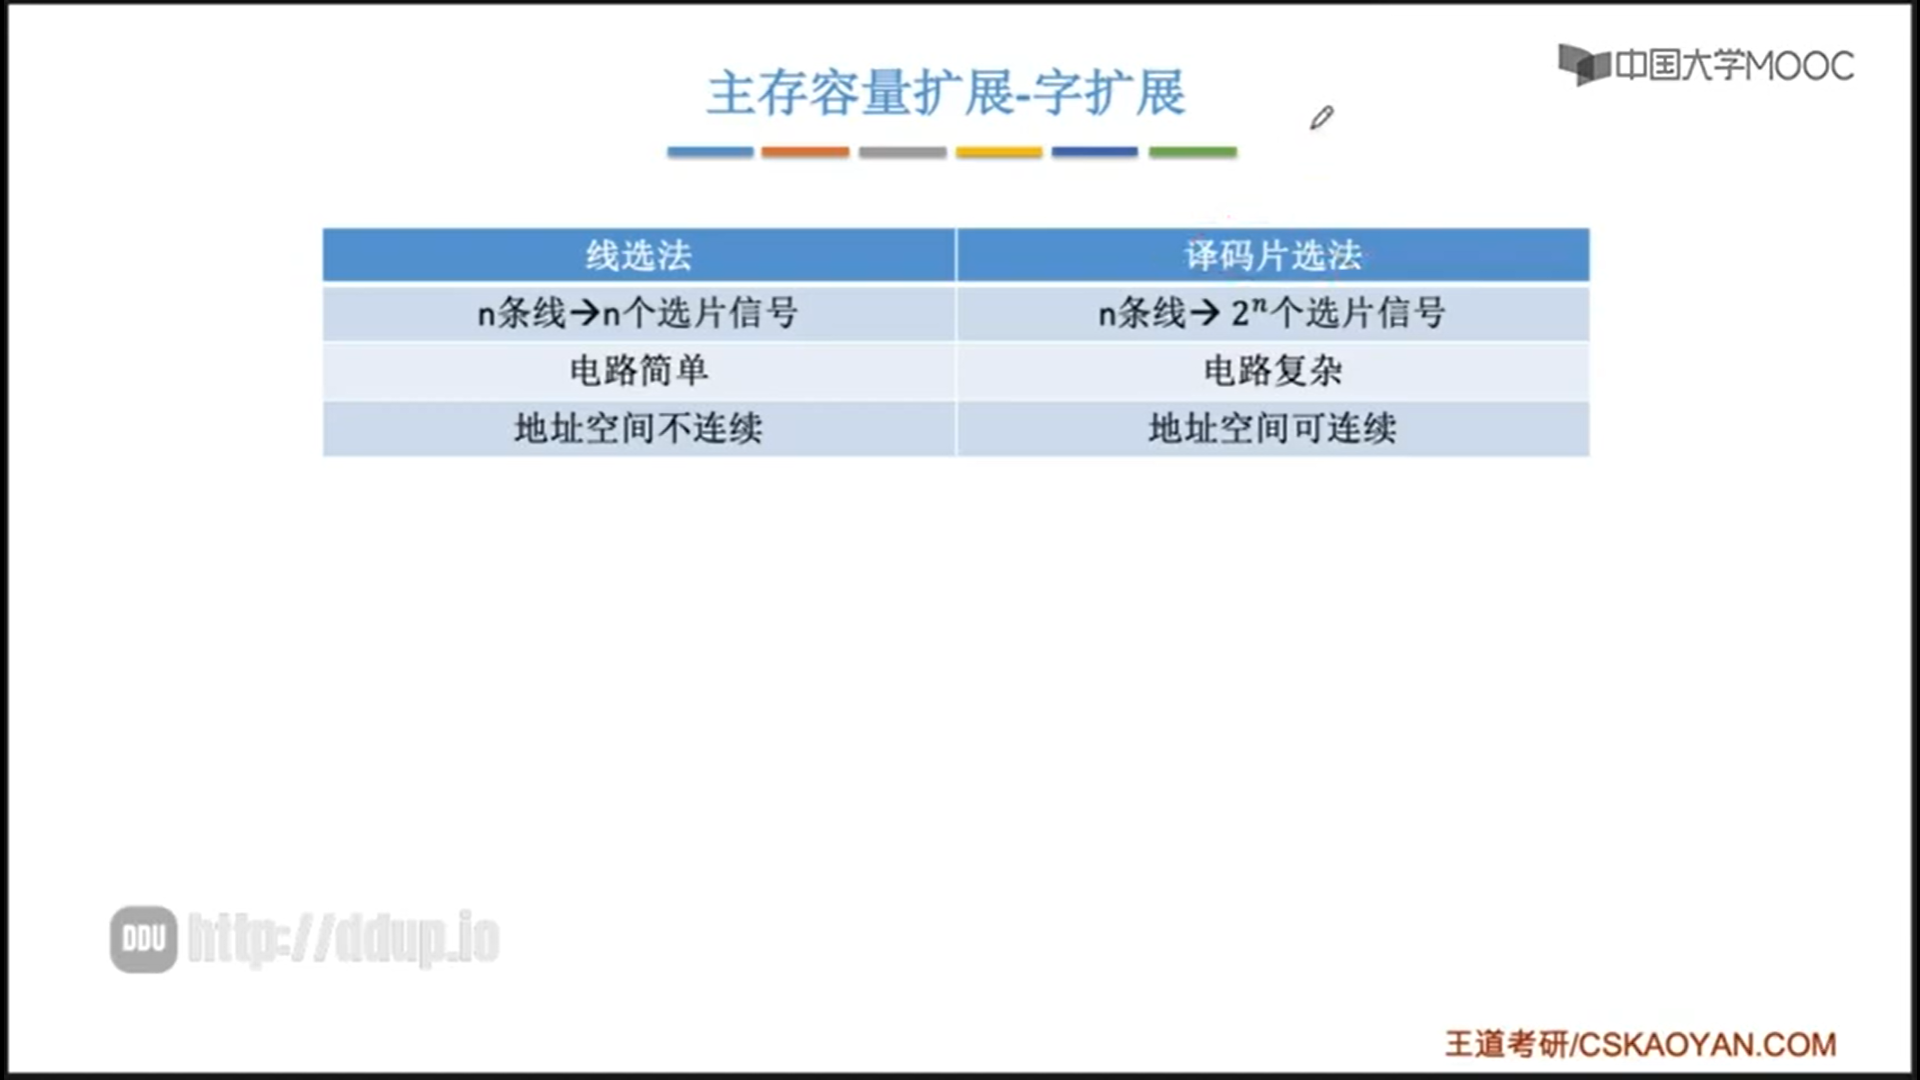 中国大学MOOC
主存容量扩展-字扩展
线选法 译码片选法
n条线→n个选片信号 n条线→ 2ⁿ个选片信号
电路简单 电路复杂
地址空间不连续 地址空间可连续
DDU http://ddup.io
王道考研/CSKAOYAN.COM